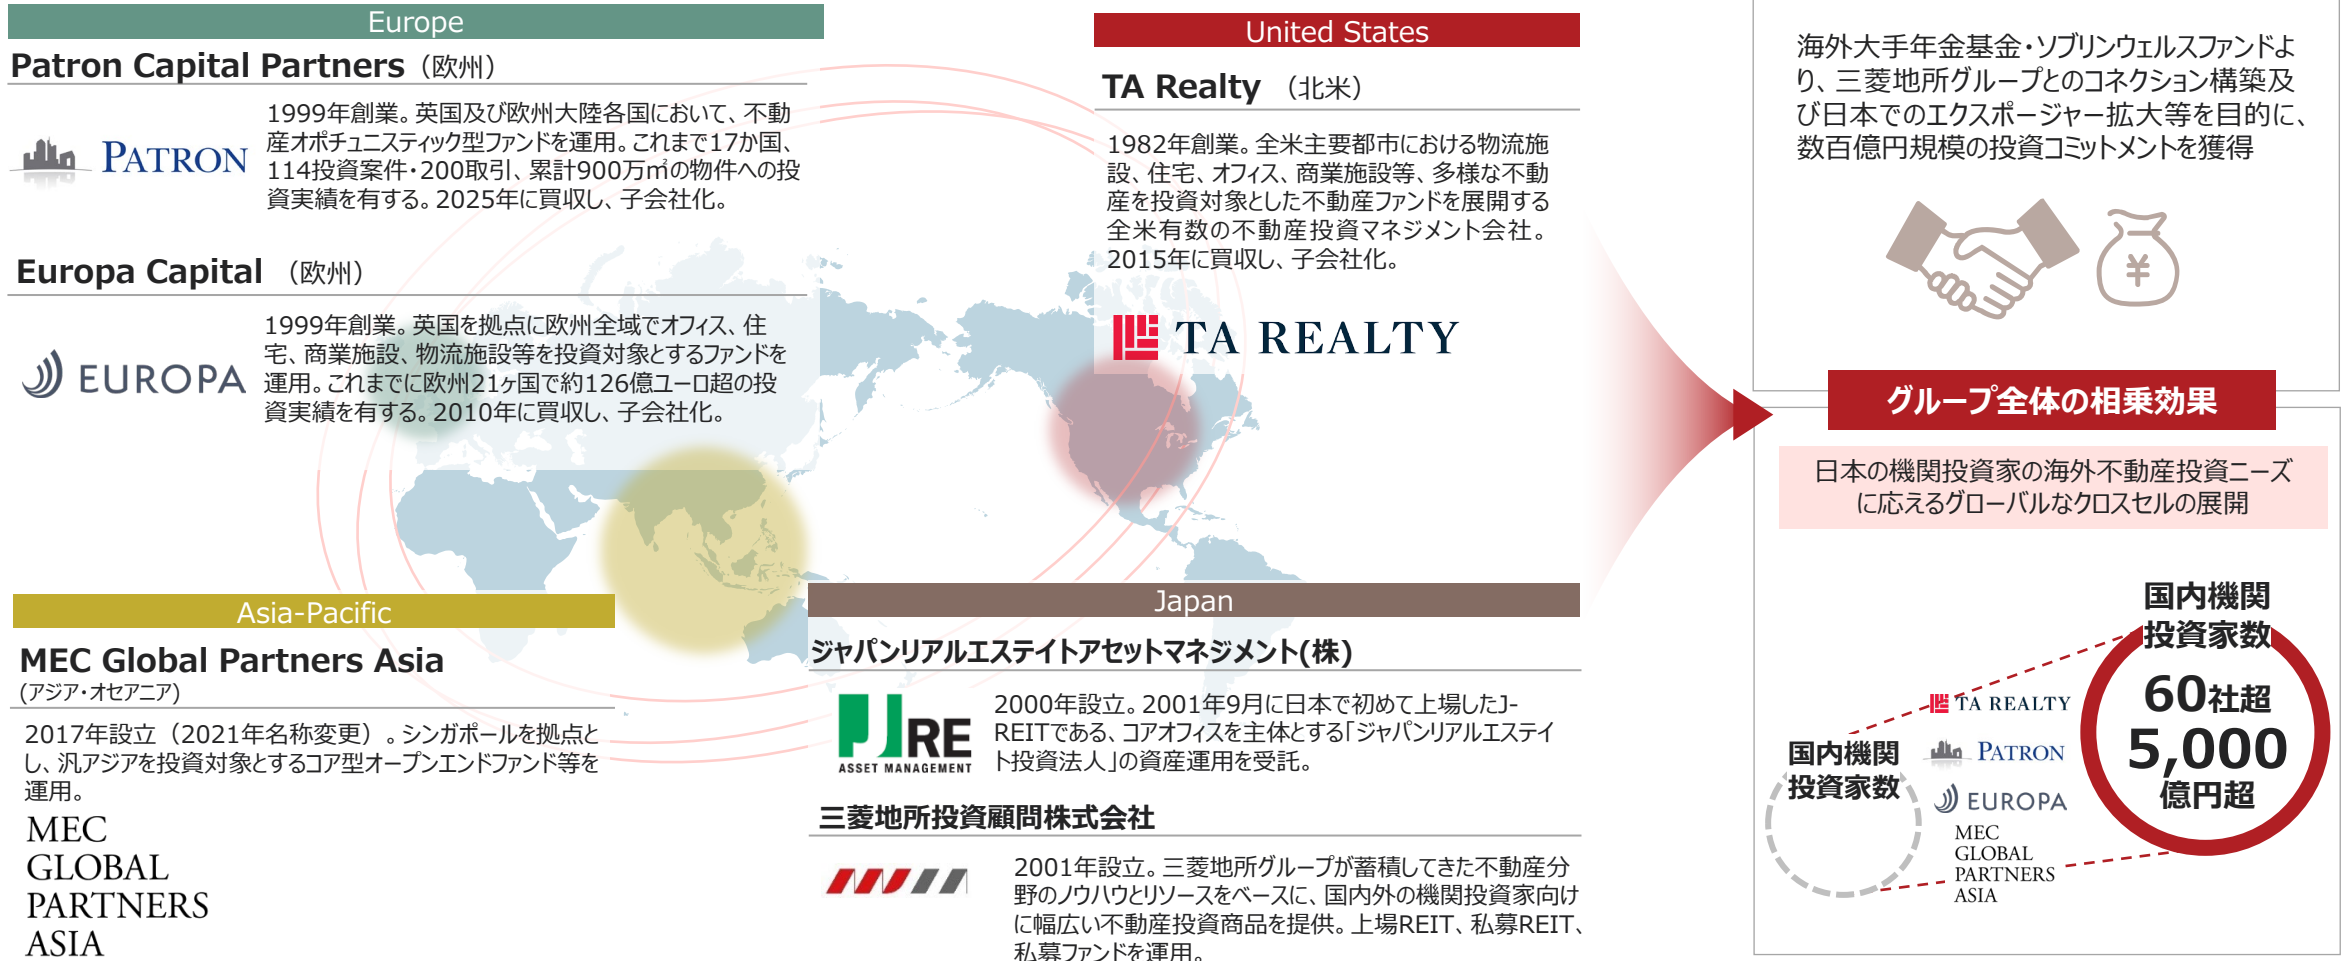 Europe
Patron Capital Partners（欧州）
PATRON
1999年創業。英国及び欧州大陸各国において、不動
産オポチュニスティック型ファンドを運用。これまで17か国、
114投資案件・200取引、累計900万㎡の物件への投
資実績を有する。2025年に買収し、子会社化。
Europa Capital （欧州）
EUROPA
1999年創業。英国を拠点に欧州全域でオフィス、住
宅、商業施設、物流施設等を投資対象とするファンドを
運用。これまでに欧州21ヶ国で約126億ユーロ超の投
資実績を有する。2010年に買収し、子会社化。
United States
TA Realty （北米）
1982年創業。全米主要都市における物流施
設、住宅、オフィス、商業施設等、多様な不動
産を投資対象とした不動産ファンドを展開する
全米有数の不動産投資マネジメント会社。
2015年に買収し、子会社化。
TA REALTY
Asia-Pacific
MEC Global Partners Asia
(アジア・オセアニア)
2017年設立（2021年名称変更）。シンガポールを拠点と
し、汎アジアを投資対象とするコア型オープンエンドファンド等を
運用。
MEC
GLOBAL
PARTNERS
ASIA
Japan
ジャパンリアルエステイトアセットマネジメント(株)
JRE
ASSET MANAGEMENT
2000年設立。2001年9月に日本で初めて上場したJ-
REITである、コアオフィスを主体とする「ジャパンリアルエステイ
ト投資法人」の資産運用を受託。
三菱地所投資顧問株式会社
2001年設立。三菱地所グループが蓄積してきた不動産分
野のノウハウとリソースをベースに、国内外の機関投資家向け
に幅広い不動産投資商品を提供。上場REIT、私募REIT、
私募ファンドを運用。
海外大手年金基金・ソブリンウェルスファンドよ
り、三菱地所グループとのコネクション構築及
び日本でのエクスポージャー拡大等を目的に、
数百億円規模の投資コミットメントを獲得
¥
グループ全体の相乗効果
日本の機関投資家の海外不動産投資ニーズ
に応えるグローバルなクロスセルの展開
国内機関
投資家数
TA REALTY
PATRON
EUROPA
MEC
GLOBAL
PARTNERS
ASIA
国内機関
投資家数
60社超
5,000
億円超